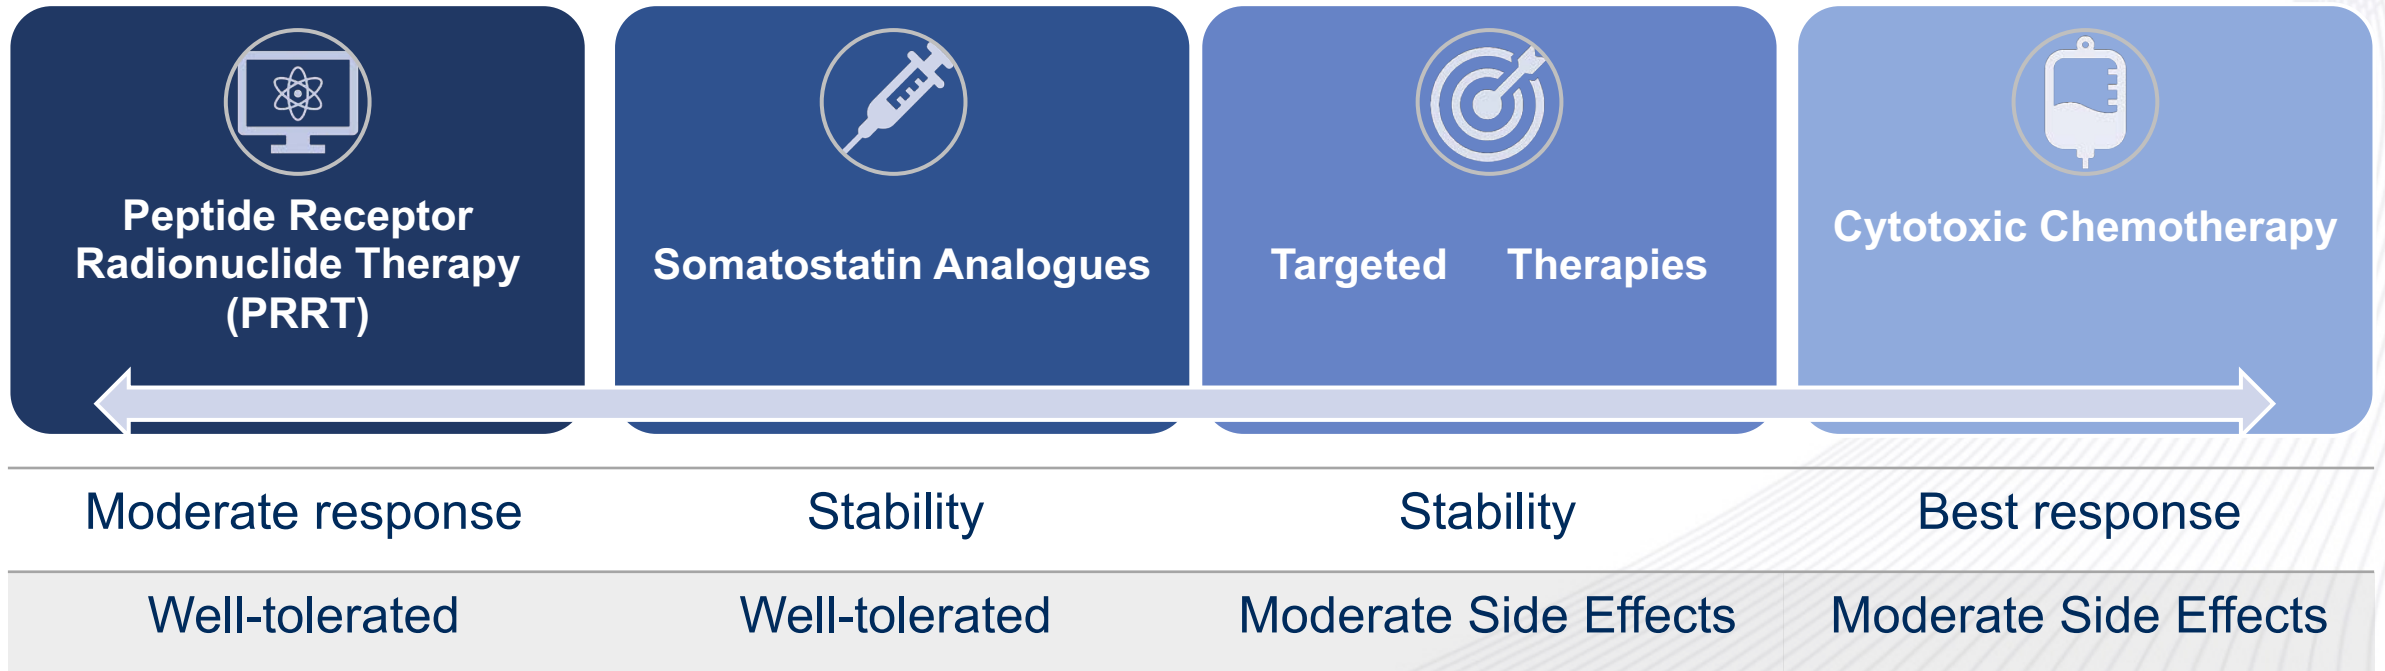 Peptide Receptor
Radionuclide Therapy
(PRRT)
Somatostatin Analogues
Targeted Therapies
Cytotoxic Chemotherapy
Moderate response
Stability
Stability
Best response
Well-tolerated
Well-tolerated
Moderate Side Effects
Moderate Side Effects